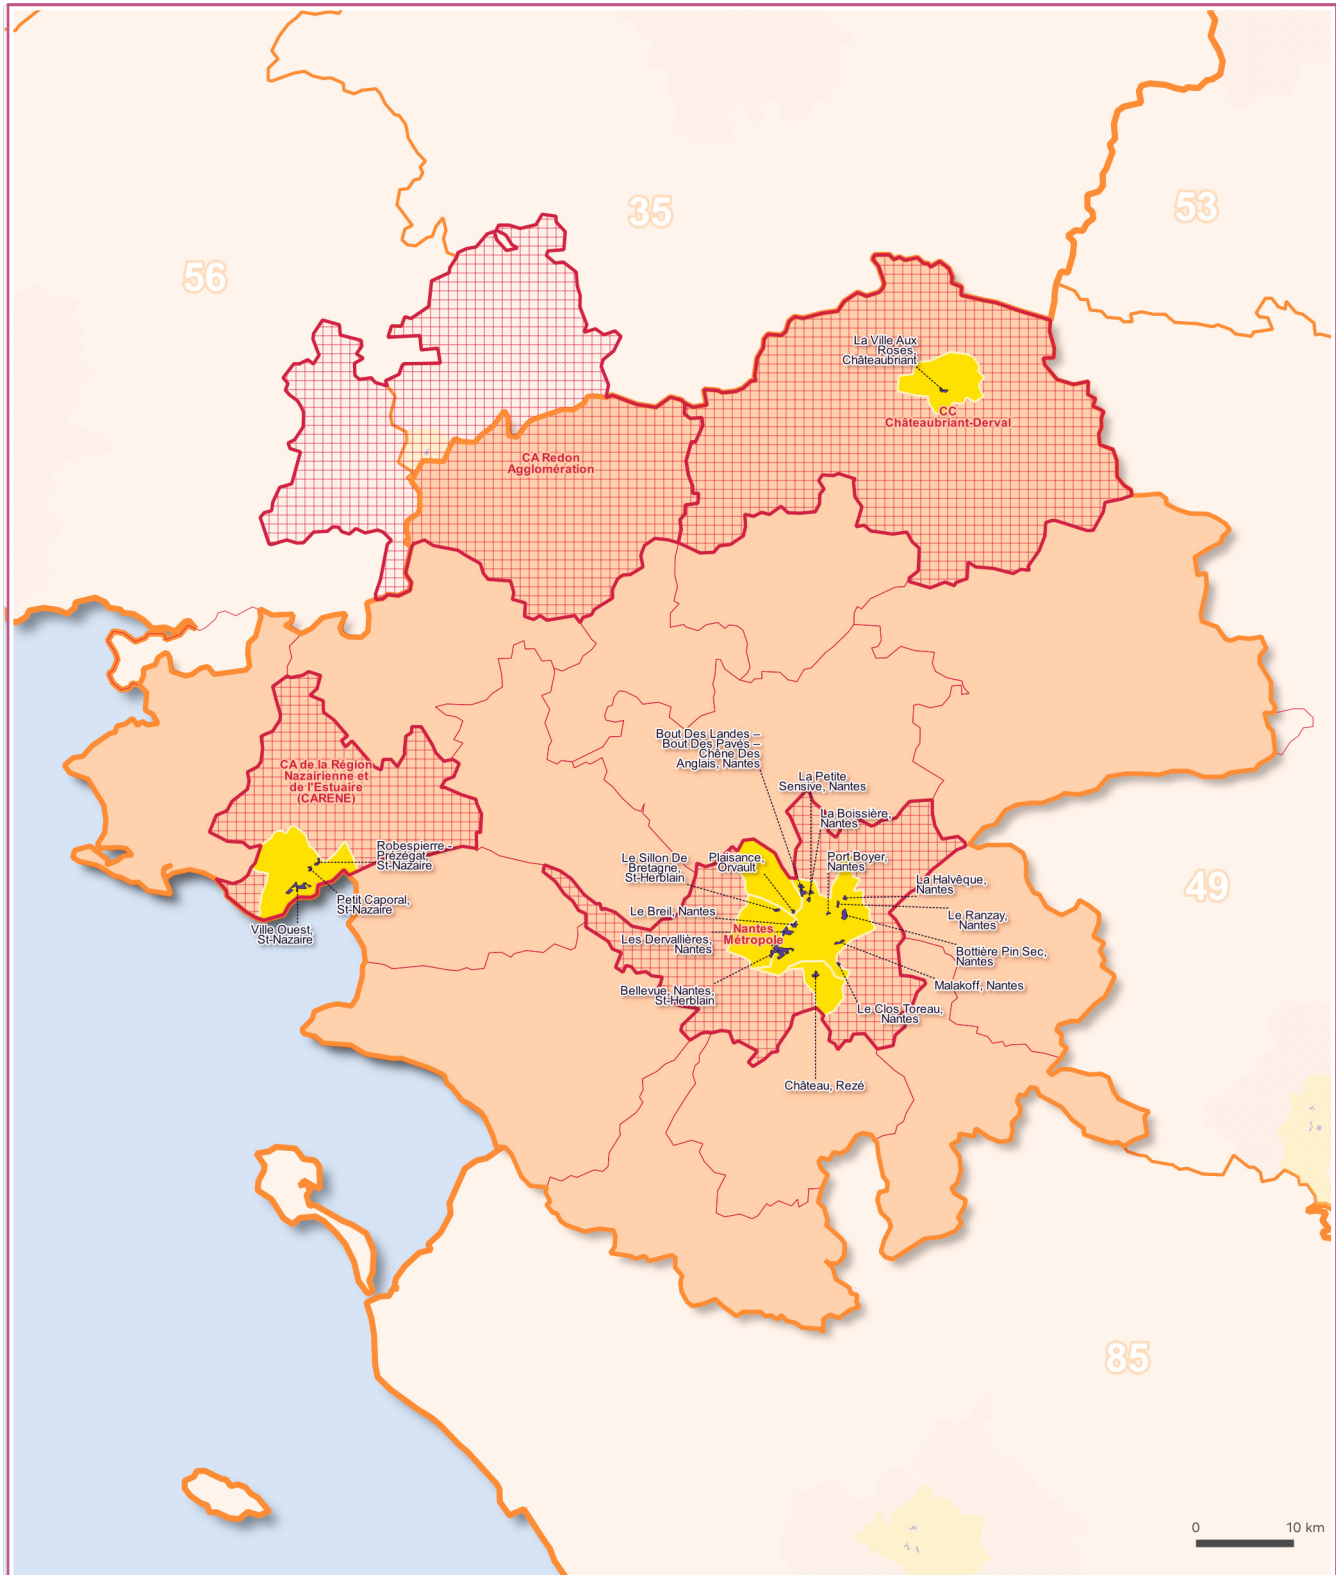 35
53
56
La Ville Aux
Roses,
Châteaubriant
CC
Châteaubriant-Derval
CA Redon
Agglomération
Bout Des Landes –
Bout Des Pavés –
Chêne Des
Anglais, Nantes
La Petite
Sensive, Nantes
CA de la Région
Nazairienne et
de l'Estuaire
(CARENE)
La Boissière,
Nantes
Robespierre -
Prézégat,
St-Nazaire
Le Sillon De
Bretagne,
St-Herblain
Plaisance,
Orvault
Port Boyer,
Nantes
La Halvêque,
Nantes
49
Petit Caporal,
St-Nazaire
Le Breil, Nantes
Le Ranzay,
Nantes
Ville Ouest,
St-Nazaire
Nantes
Métropole
Les Dervallières,
Nantes
Bottière Pin Sec,
Nantes
Malakoff, Nantes
Bellevue, Nantes,
St-Herblain
Le Clos Toreau,
Nantes
Château, Rezé
85
0 10 km